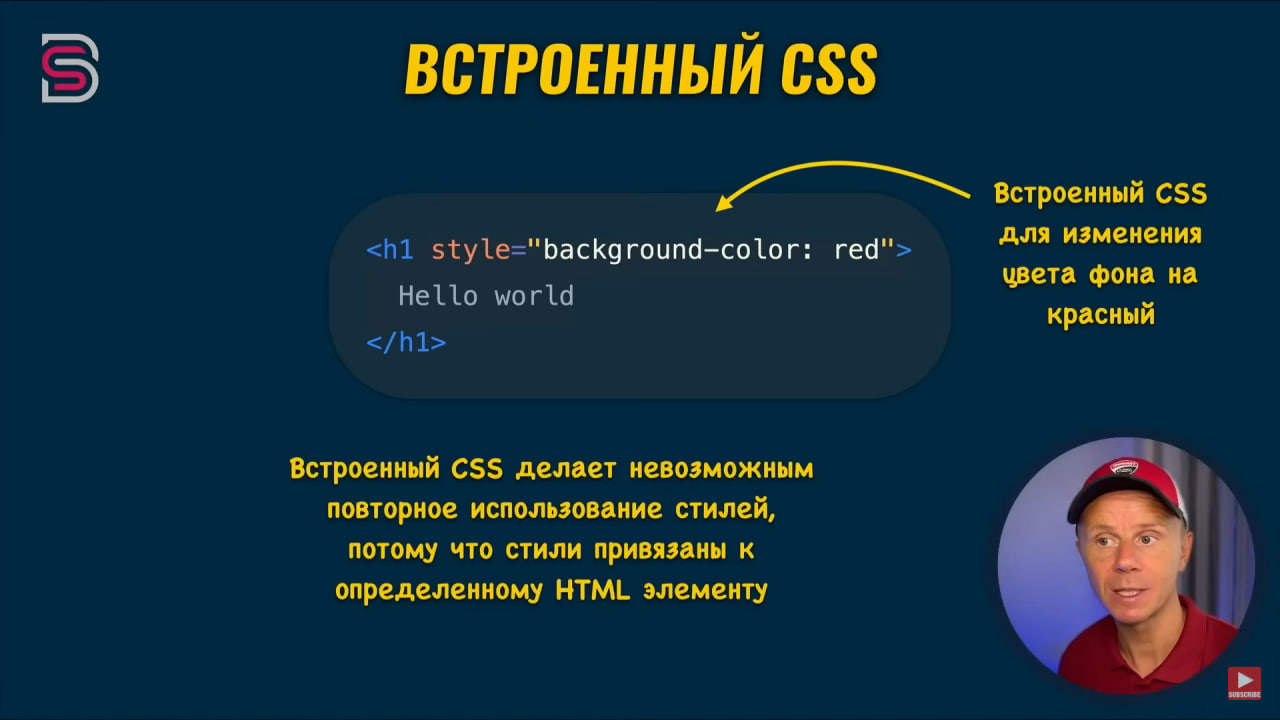 ВСТРОЕННЫЙ CSS
Встроенный CSS
для изменения
цвета фона на
красный
<h1 style="background-color: red">
Hello world
</h1>
Встроенный CSS делает невозможным
повторное использование стилей,
потому что стили привязаны к
определенному HTML элементу
SUBSCRIBE